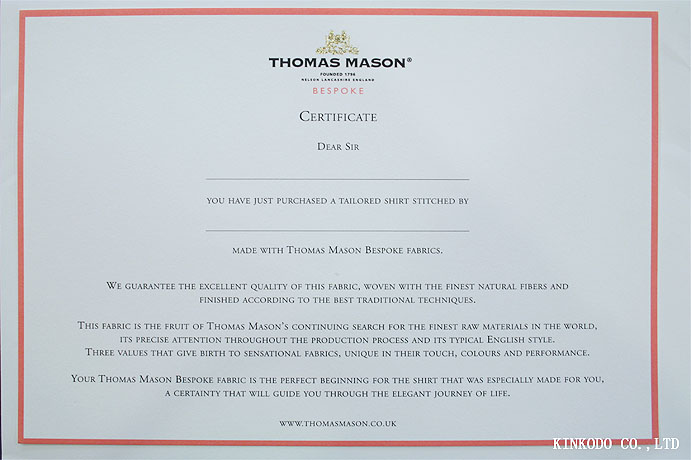 THOMAS MASON®
FOUNDED 1796
NELSON LANCASHIRE ENGLAND
BESPOKE
CERTIFICATE
DEAR SIR
YOU HAVE JUST PURCHASED A TAILORED SHIRT STITCHED BY
MADE WITH THOMAS MASON BESPOKE FABRICS.
WE GUARANTEE THE EXCELLENT QUALITY OF THIS FABRIC, WOVEN WITH THE FINEST NATURAL FIBERS AND
FINISHED ACCORDING TO THE BEST TRADITIONAL TECHNIQUES.
THIS FABRIC IS THE FRUIT OF THOMAS MASON'S CONTINUING SEARCH FOR THE FINEST RAW MATERIALS IN THE WORLD,
ITS PRECISE ATTENTION THROUGHOUT THE PRODUCTION PROCESS AND ITS TYPICAL ENGLISH STYLE.
THREE VALUES THAT GIVE BIRTH TO SENSATIONAL FABRICS, UNIQUE IN THEIR TOUCH, COLOURS AND PERFORMANCE.
YOUR THOMAS MASON BESPOKE FABRIC IS THE PERFECT BEGINNING FOR THE SHIRT THAT WAS ESPECIALLY MADE FOR YOU,
A CERTAINTY THAT WILL GUIDE YOU THROUGH THE ELEGANT JOURNEY OF LIFE.
WWW.THOMASMASON.CO.UK
KINKODO CO.,LTD